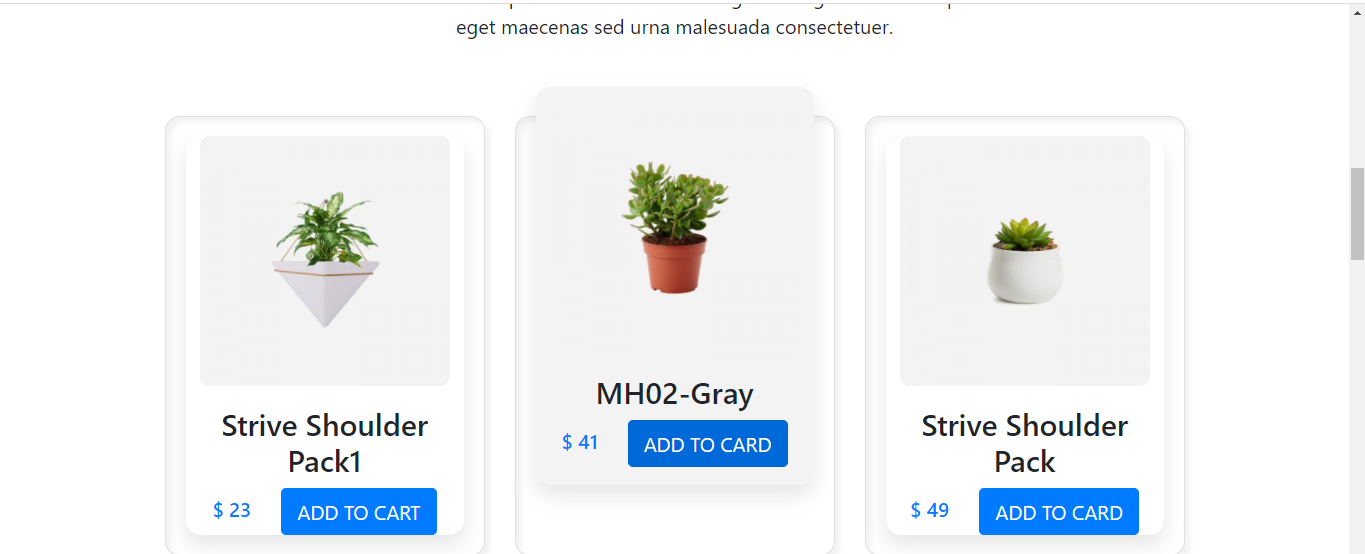 eget maecenas sed urna malesuada consectetuer.
Strive Shoulder
Pack1
$ 23 ADD TO CART
MH02-Gray
$ 41 ADD TO CARD
Strive Shoulder
Pack
$ 49 ADD TO CARD